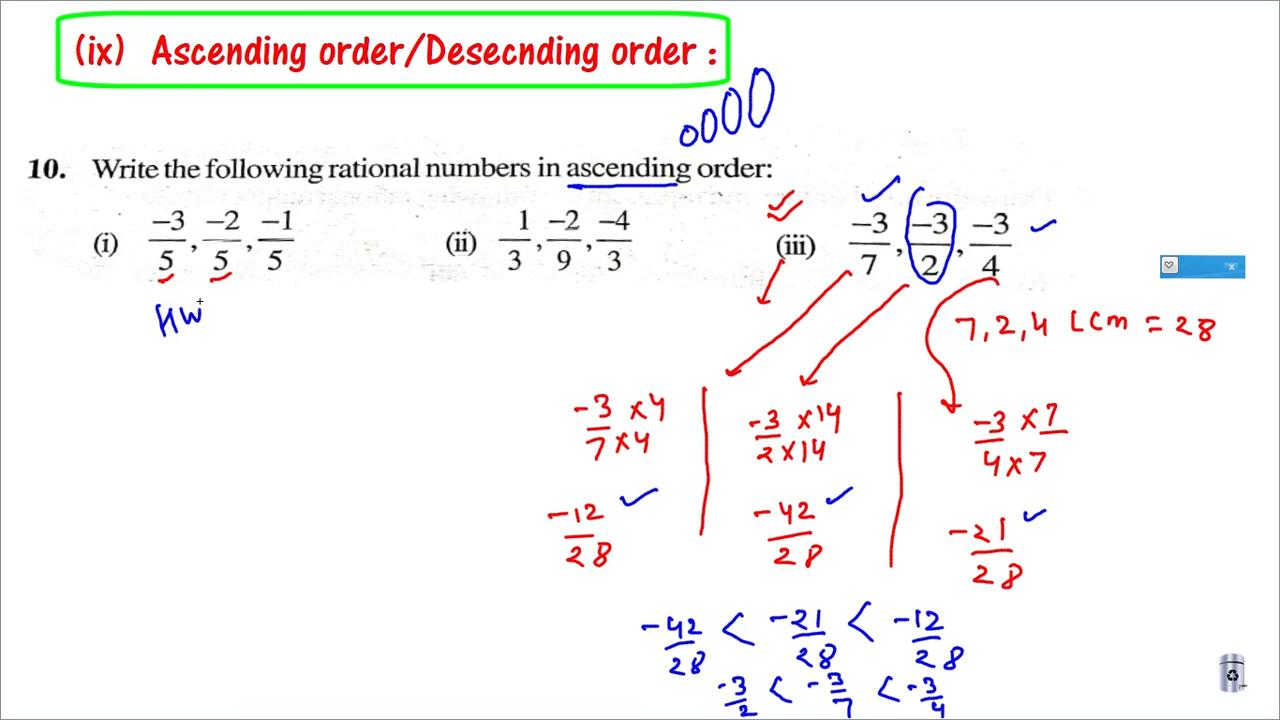 (ix) Ascending order/Desecnding order :
10. Write the following rational numbers in ascending order:
(i) -3/5, -2/5, -1/5 (ii) 1/3, -2/9, -4/3 (iii) -3/7, -3/2, -3/4
HW
7, 2, 4 LCM = 28
-3×4/7×4 -3×14/2×14 -3×7/4×7
-12/28 -42/28 -21/28
-42/28 < -21/28 < -12/28
-3/2 < -3/7 < -3/4